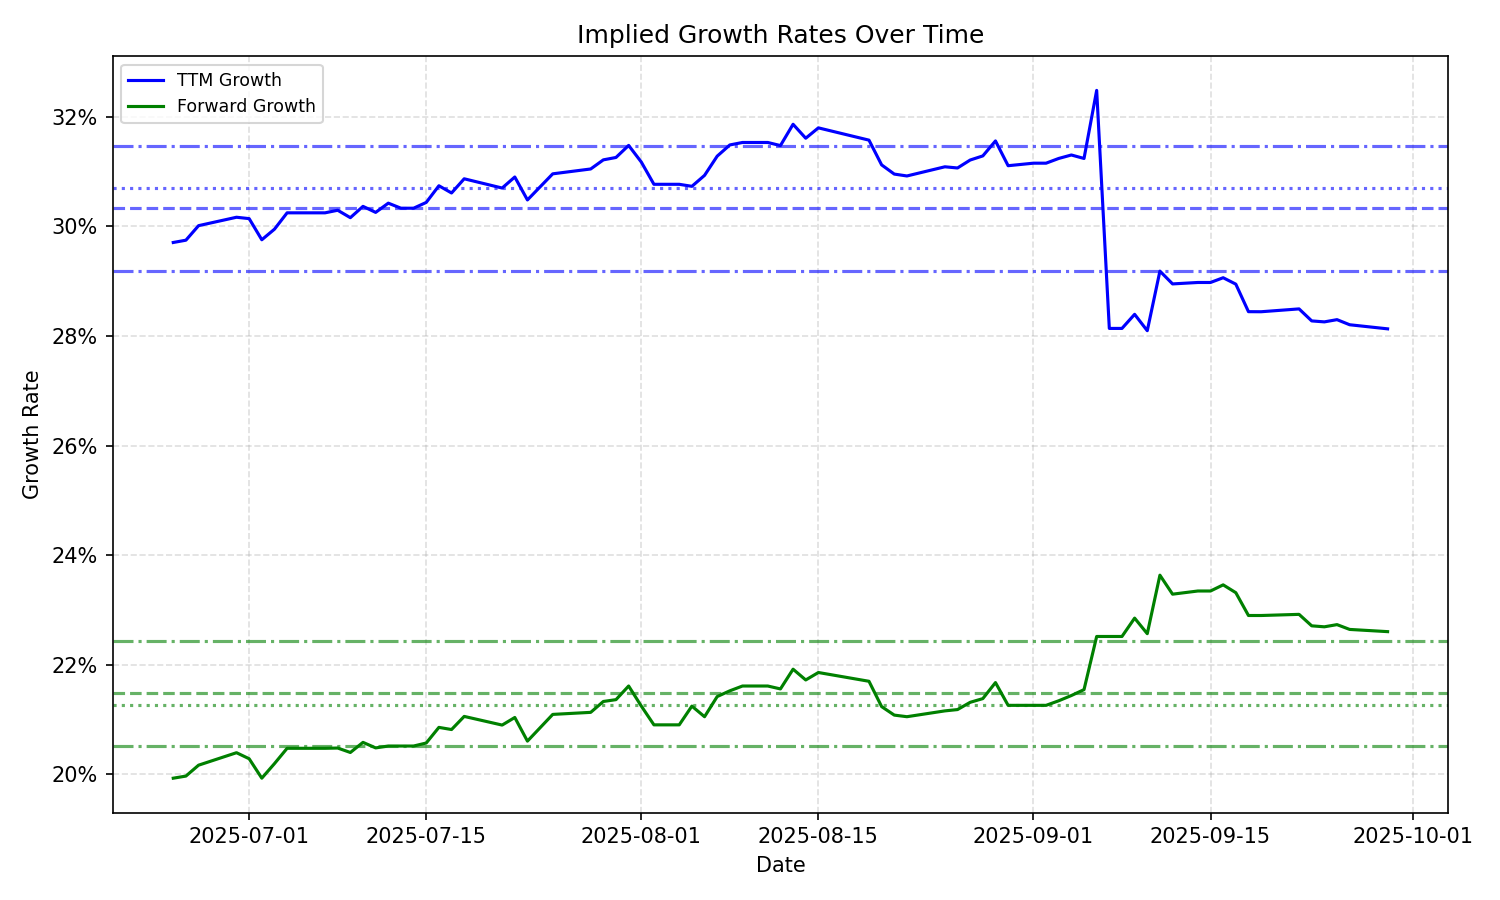 Implied Growth Rates Over Time
TTM Growth
Forward Growth
32%
30%
28%
26%
24%
22%
20%
Growth Rate
2025-07-01
2025-07-15
2025-08-01
2025-08-15
2025-09-01
2025-09-15
2025-10-01
Date